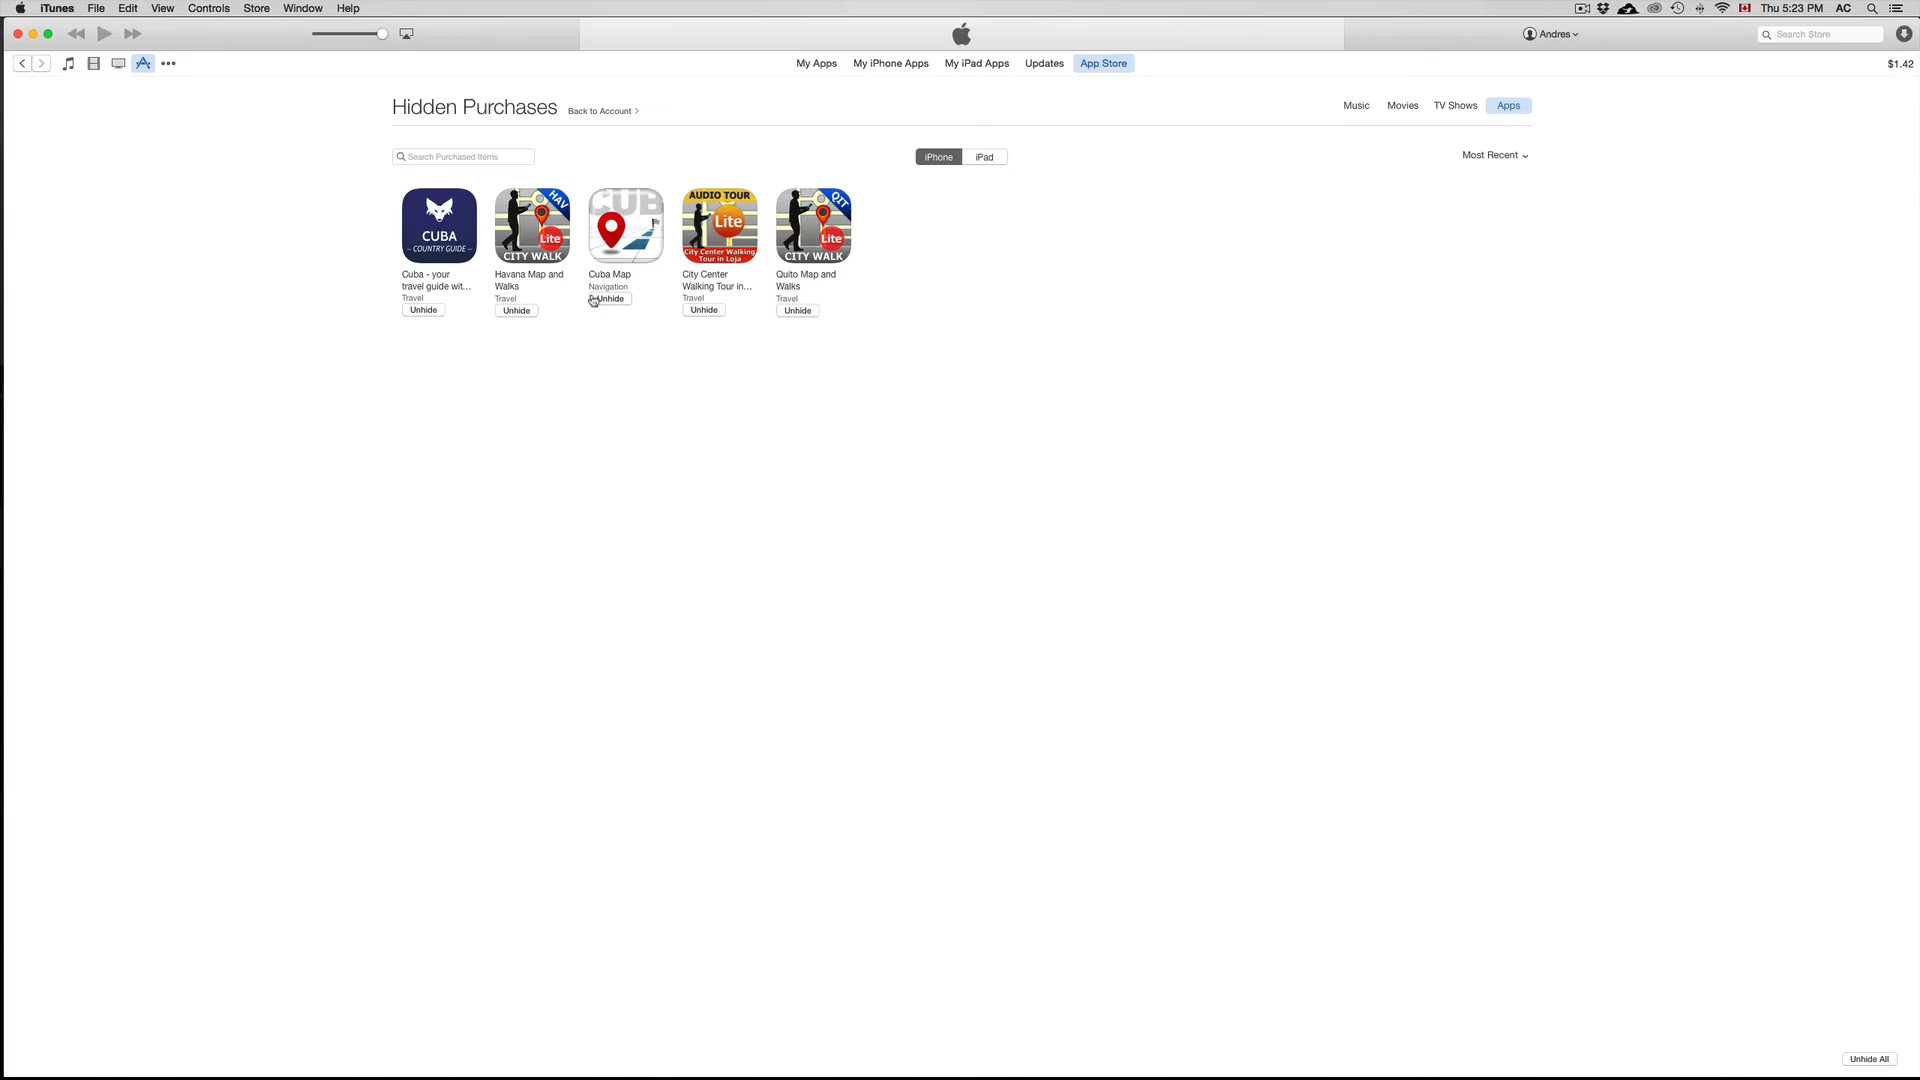 iTunes File Edit View Controls Store Window Help
Thu 5:23 PM AC
Andres
Search Store
My Apps My iPhone Apps My iPad Apps Updates App Store
$1.42
Hidden Purchases Back to Account >
Music Movies TV Shows Apps
Search Purchased Items
iPhone iPad
Most Recent
CUBA
– COUNTRY GUIDE –
HAV
Lite
CITY WALK
CUB
AUDIO TOUR
Lite
City Center Walking
Tour in Loja
QIT
Lite
CITY WALK
Cuba - your
travel guide wit...
Travel
Unhide
Havana Map and
Walks
Travel
Unhide
Cuba Map
Navigation
Unhide
City Center
Walking Tour in...
Travel
Unhide
Quito Map and
Walks
Travel
Unhide
Unhide All